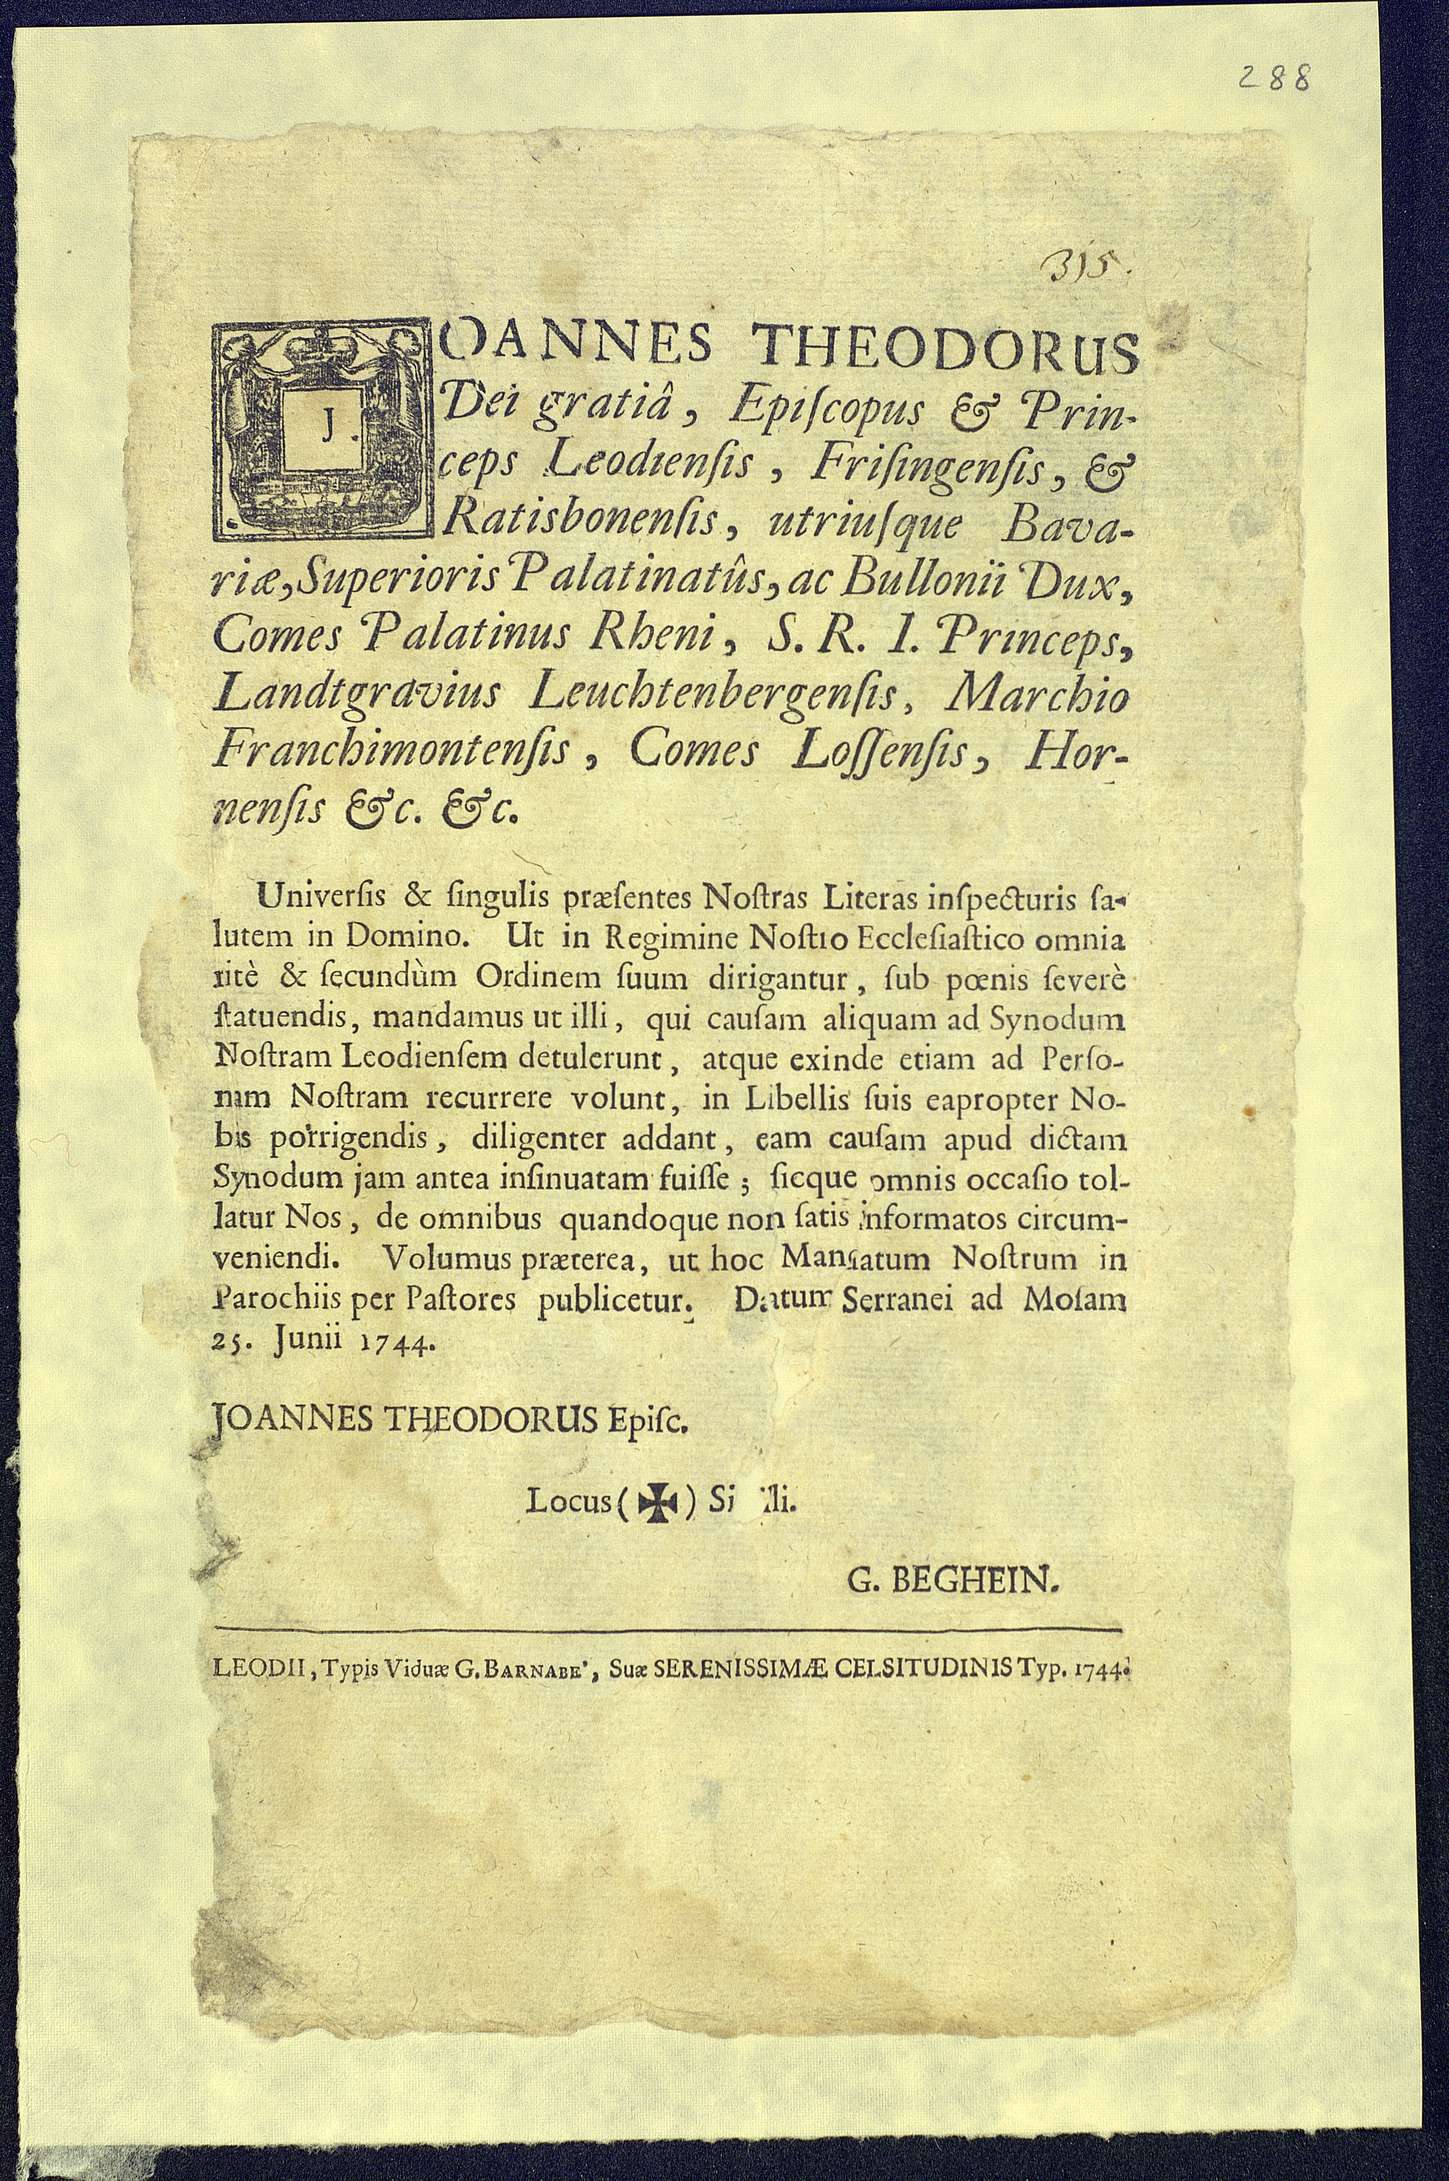 288
315.
JOANNES THEODORUS
Dei gratiâ, Epiſcopus & Prin-
ceps Leodienſis, Friſingenſis, &
Ratisbonenſis, utriuſque Bava-
riæ, Superioris Palatinatûs, ac Bullonii Dux,
Comes Palatinus Rheni, S. R. I. Princeps,
Landtgravius Leuchtenbergenſis, Marchio
Franchimontenſis, Comes Loſſenſis, Hor-
nenſis &c. &c.
Univerſis & ſingulis præſentes Noſtras Literas inſpecturis ſa-
lutem in Domino. Ut in Regimine Noſtro Eccleſiaſtico omnia
ritè & ſecundùm Ordinem ſuum dirigantur, ſub pœnis ſeverè
ſtatuendis, mandamus ut illi, qui cauſam aliquam ad Synodum
Noſtram Leodienſem detulerunt, atque exinde etiam ad Perſo-
nam Noſtram recurrere volunt, in Libellis ſuis eapropter No-
bis porrigendis, diligenter addant, eam cauſam apud dictam
Synodum jam antea inſinuatam fuiſſe; ſicque omnis occaſio tol-
latur Nos, de omnibus quandoque non ſatis informatos circum-
veniendi. Volumus præterea, ut hoc Mandatum Noſtrum in
Parochiis per Paſtores publicetur. Datum Serranei ad Moſam
25. Junii 1744.
JOANNES THEODORUS Epiſc.
Locus (✠)
G. BEGHEIN.
LEODII, Typis Viduæ G. BARNABE', Suæ SERENISSIMÆ CELSITUDINIS Typ. 1744.